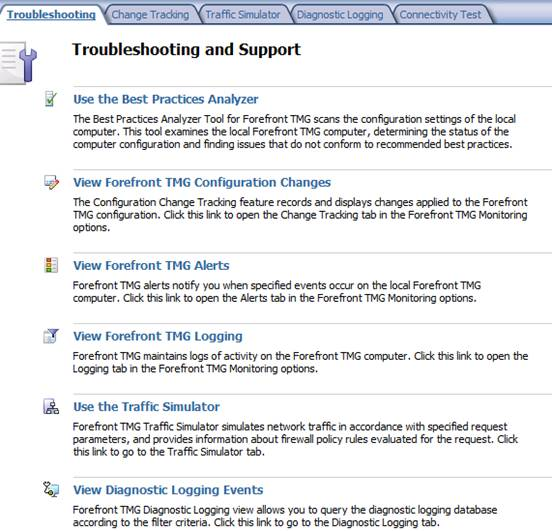 Troubleshooting Change Tracking Traffic Simulator Diagnostic Logging Connectivity Test
Troubleshooting and Support
Use the Best Practices Analyzer
The Best Practices Analyzer Tool for Forefront TMG scans the configuration settings of the local
computer. This tool examines the local Forefront TMG computer, determining the status of the
computer configuration and finding issues that do not conform to recommended best practices.
View Forefront TMG Configuration Changes
The Configuration Change Tracking feature records and displays changes applied to the Forefront
TMG configuration. Click this link to open the Change Tracking tab in the Forefront TMG Monitoring
options.
View Forefront TMG Alerts
Forefront TMG alerts notify you when specified events occur on the local Forefront TMG
computer. Click this link to open the Alerts tab in the Forefront TMG Monitoring options.
View Forefront TMG Logging
Forefront TMG maintains logs of activity on the Forefront TMG computer. Click this link to open the
Logging tab in the Forefront TMG Monitoring options.
Use the Traffic Simulator
Forefront TMG Traffic Simulator simulates network traffic in accordance with specified request
parameters, and provides information about firewall policy rules evaluated for the request. Click
this link to go to the Traffic Simulator tab.
View Diagnostic Logging Events
Forefront TMG Diagnostic Logging view allows you to query the diagnostic logging database
according to the filter criteria. Click this link to go to the Diagnostic Logging tab.